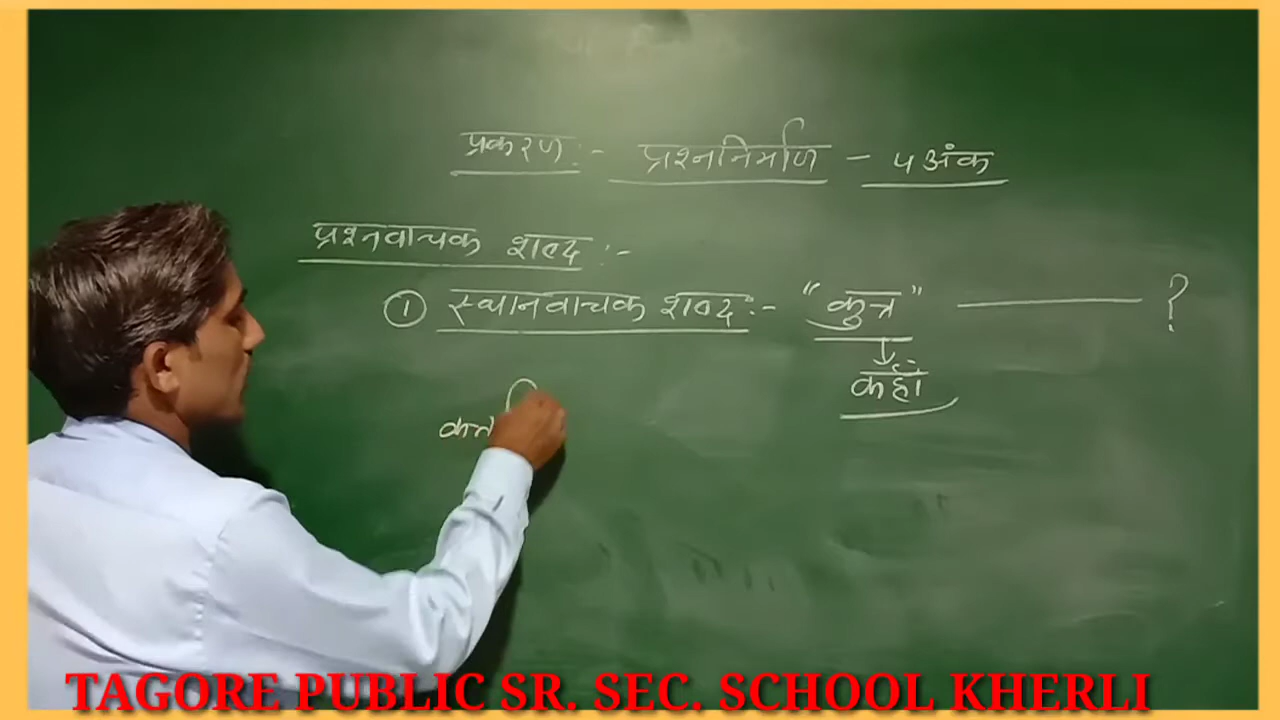 प्रकरण :- प्रश्ननिर्माण - ५ अंक
प्रश्नवाचक शब्द :-
① स्थानवाचक शब्द :- "कुत्र" ——— ?
↓
कहाँ
TAGORE PUBLIC SR. SEC. SCHOOL KHERLI